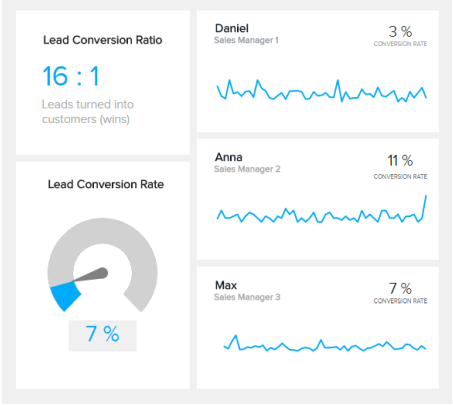 Lead Conversion Ratio
16 : 1
Leads turned into
customers (wins)
Lead Conversion Rate
7 %
Daniel
Sales Manager 1
3 %
CONVERSION RATE
Anna
Sales Manager 2
11 %
CONVERSION RATE
Max
Sales Manager 3
7 %
CONVERSION RATE